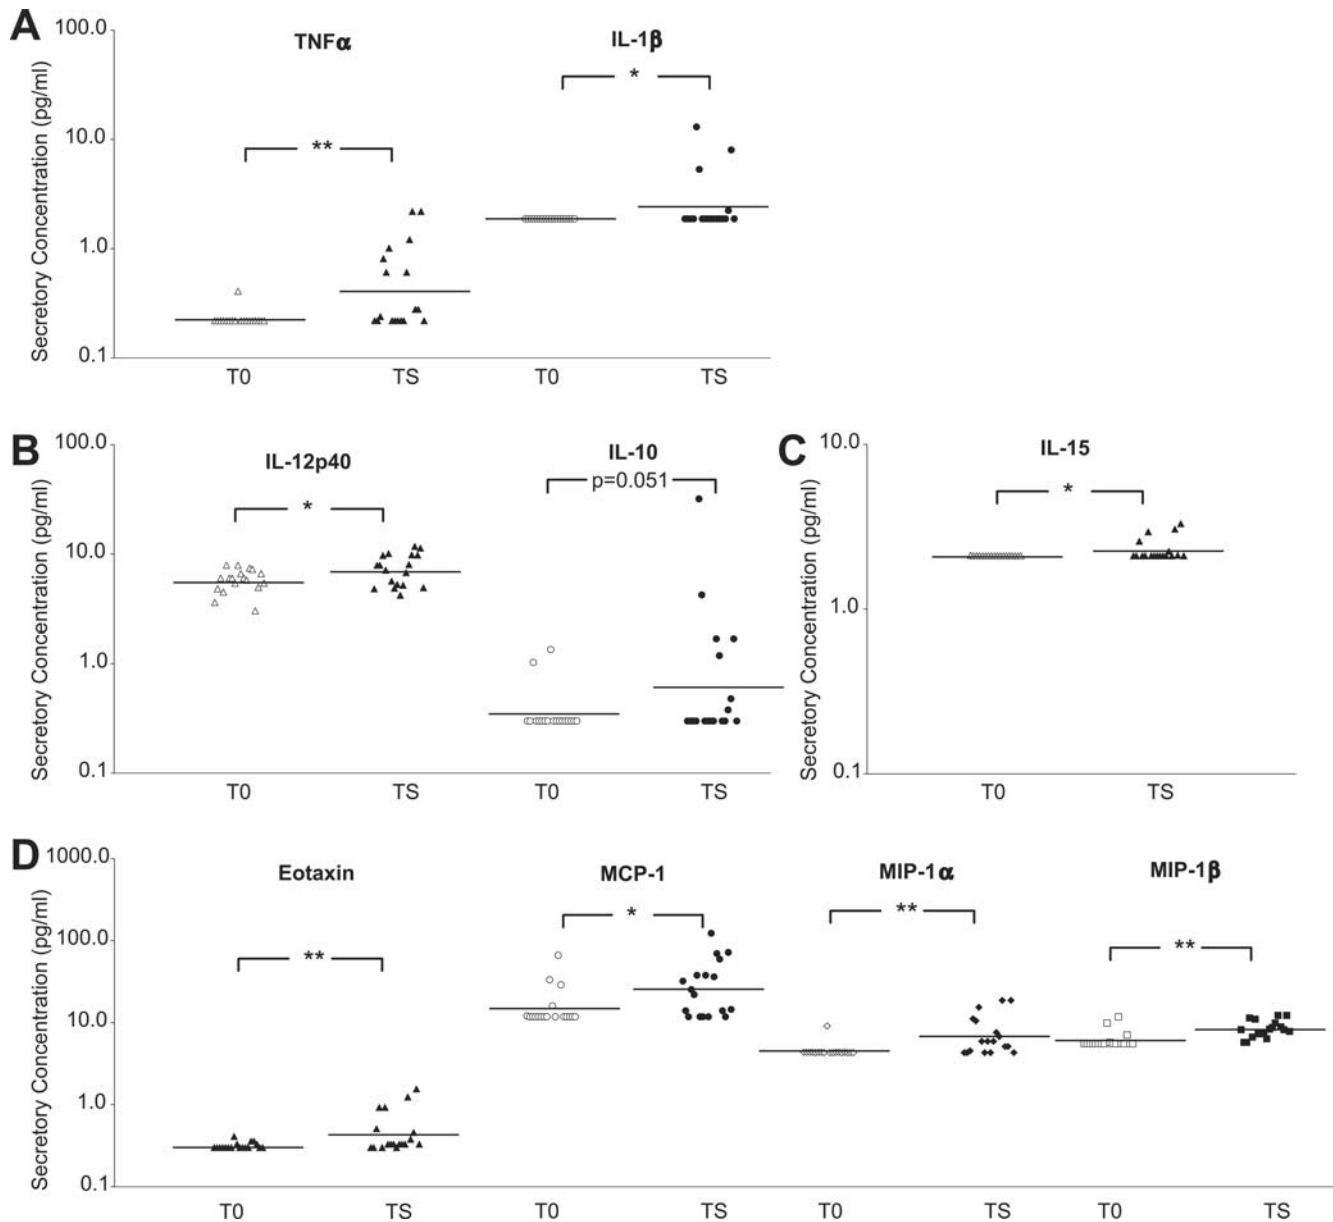 A
Secretory Concentration (pg/ml)
100.0
10.0
1.0
0.1
TNFα
IL-1β
**
*
T0 TS T0 TS
B
Secretory Concentration (pg/ml)
100.0
10.0
1.0
0.1
IL-12p40
IL-10
*
p=0.051
T0 TS T0 TS
C
Secretory Concentration (pg/ml)
10.0
1.0
0.1
IL-15
*
T0 TS
D
Secretory Concentration (pg/ml)
1000.0
100.0
10.0
1.0
0.1
Eotaxin
MCP-1
MIP-1α
MIP-1β
**
*
**
**
T0 TS T0 TS T0 TS T0 TS